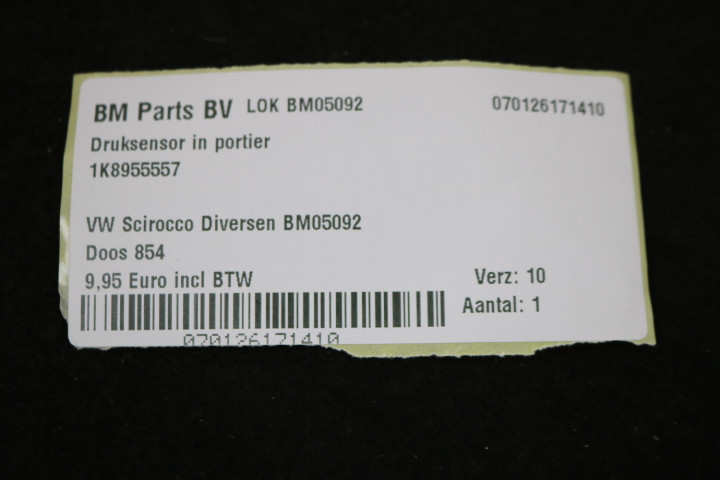 BM Parts BV LOK BM05092 070126171410
Druksensor in portier
1K8955557
VW Scirocco Diversen BM05092
Doos 854
9,95 Euro incl BTW Verz: 10
Aantal: 1
070126171410